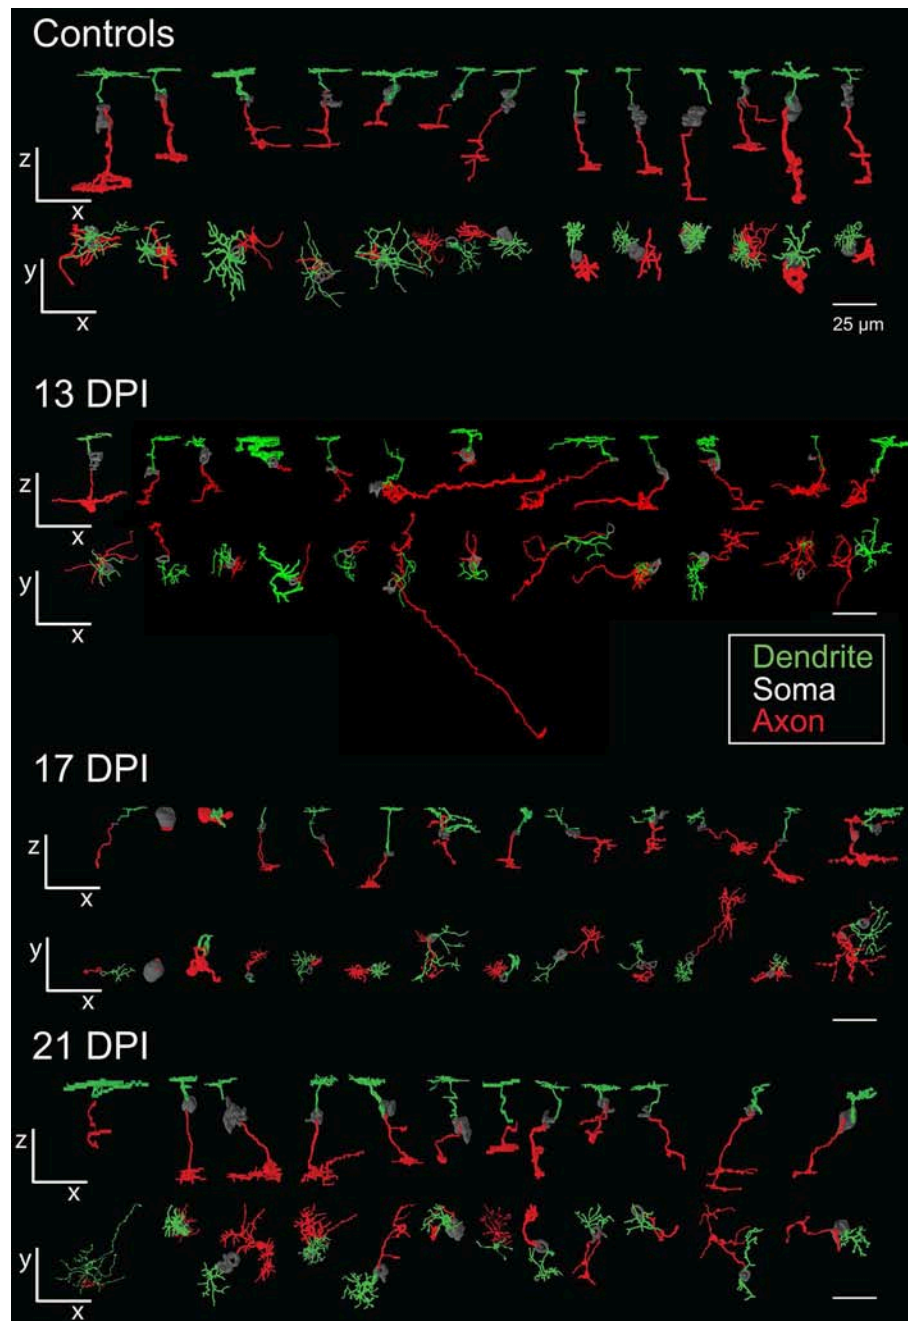 Controls
z
x
y
x
25 µm
13 DPI
z
x
y
x
Dendrite
Soma
Axon
17 DPI
z
x
y
x
21 DPI
z
x
y
x